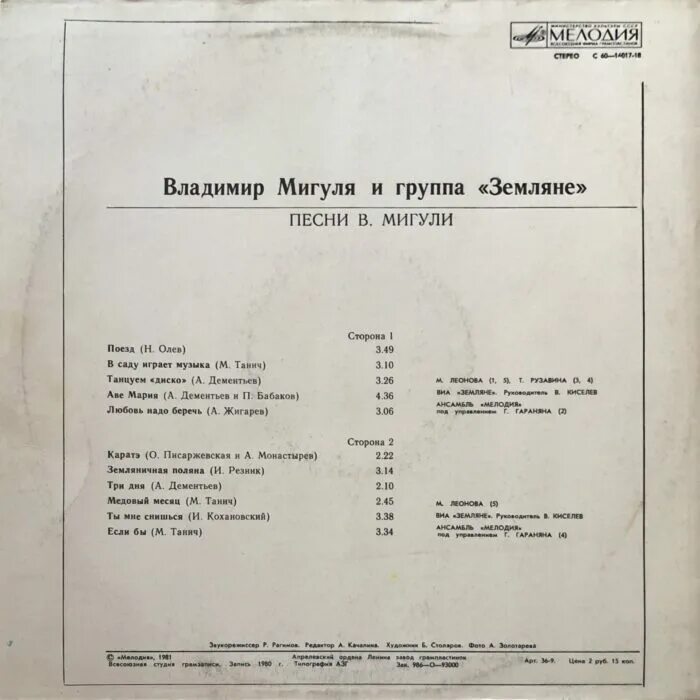 МИНИСТЕРСТВО КУЛЬТУРЫ СССР
МЕЛОДИЯ
ВСЕСОЮЗНАЯ ФИРМА ГРАМПЛАСТИНОК
СТЕРЕО С 60—14017-18
Владимир Мигуля и группа «Земляне»
ПЕСНИ В. МИГУЛИ
Сторона 1
Поезд (Н. Олев) 3.49
В саду играет музыка (М. Танич) 3.10
Танцуем «диско» (А. Дементьев) 3.26
Аве Мария (А. Дементьев и П. Бабаков) 4.36
Любовь надо беречь (А. Жигарев) 3.06
М. ЛЕОНОВА (1, 5), Т. РУЗАВИНА (3, 4)
ВИА «ЗЕМЛЯНЕ». Руководитель В. КИСЕЛЕВ
АНСАМБЛЬ «МЕЛОДИЯ»
под управлением Г. ГАРАНЯНА (2)
Сторона 2
Каратэ (О. Писаржевская и А. Монастырев) 2.22
Земляничная поляна (И. Резник) 3.14
Три дня (А. Дементьев) 2.10
Медовый месяц (М. Танич) 2.45
Ты мне снишься (И. Кохановский) 3.38
Если бы (М. Танич) 3.34
М. ЛЕОНОВА (5)
ВИА «ЗЕМЛЯНЕ». Руководитель В. КИСЕЛЕВ
АНСАМБЛЬ «МЕЛОДИЯ»
под управлением Г. ГАРАНЯНА (4)
Звукорежиссер Р. Рагимов. Редактор А. Качалина. Художник Б. Столяров. Фото А. Золотарева
© «Мелодия», 1981 Апрелевский ордена Ленина завод грампластинок
Всесоюзная студия грамзаписи. Запись 1980 г. Типография АЗГ Зак. 986—О—93000 Арт. 36-9. Цена 2 руб. 15 коп.